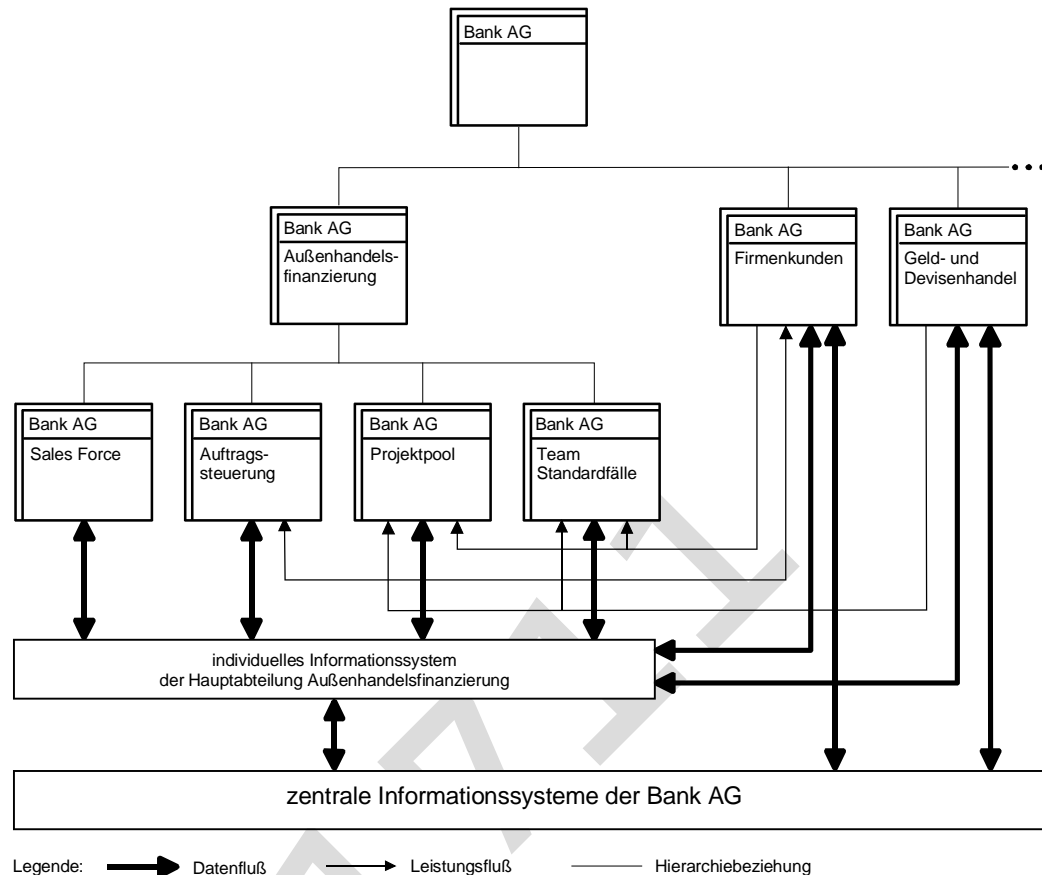 Bank AG
Bank AG
Außenhandels-
finanzierung
Bank AG
Firmenkunden
Bank AG
Geld- und
Devisenhandel
Bank AG
Sales Force
Bank AG
Auftrags-
steuerung
Bank AG
Projektpool
Bank AG
Team
Standardfälle
individuelles Informationssystem
der Hauptabteilung Außenhandelsfinanzierung
zentrale Informationssysteme der Bank AG
Legende: Datenfluß Leistungsfluß Hierarchiebeziehung